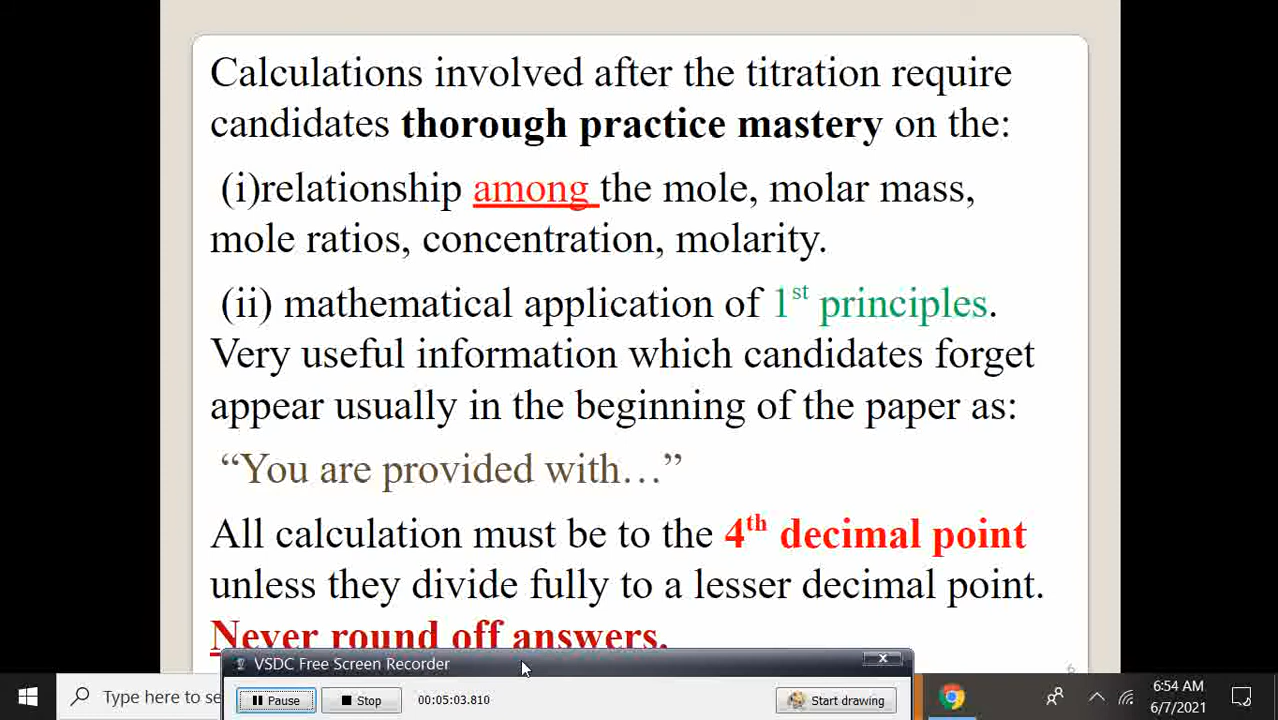 Calculations involved after the titration require
candidates thorough practice mastery on the:
(i)relationship among the mole, molar mass,
mole ratios, concentration, molarity.
(ii) mathematical application of 1st principles.
Very useful information which candidates forget
appear usually in the beginning of the paper as:
“You are provided with…”
All calculation must be to the 4th decimal point
unless they divide fully to a lesser decimal point.
Never round off answers.
6
VSDC Free Screen Recorder
Pause Stop 00:05:03.810 Start drawing
Type here to se
6:54 AM
6/7/2021